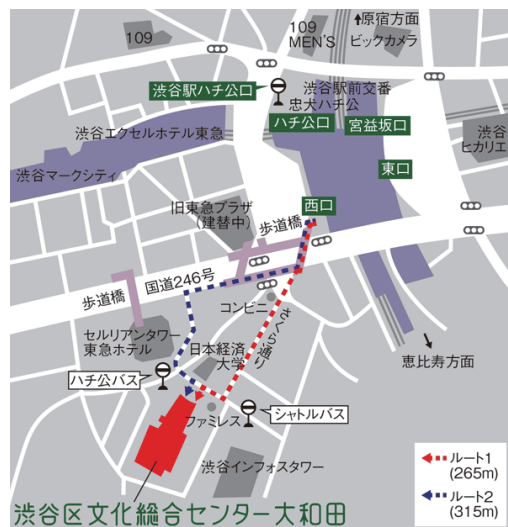 ↑原宿方面
109
109
MEN'S
ビックカメラ
渋谷駅ハチ公口
渋谷駅前交番
忠犬ハチ公
ハチ公口
宮益坂口
渋谷エクセルホテル東急
渋谷
ヒカリエ
東口
渋谷マークシティ
旧東急プラザ
(建替中)
西口
歩道橋
国道246号
歩道橋
コンビニ
さくら通り
セルリアンタワー
東急ホテル
日本経済
大学
恵比寿方面
ハチ公バス
シャトルバス
ファミレス
渋谷インフォスタワー
ルート1
(265m)
ルート2
(315m)
渋谷区文化総合センター大和田